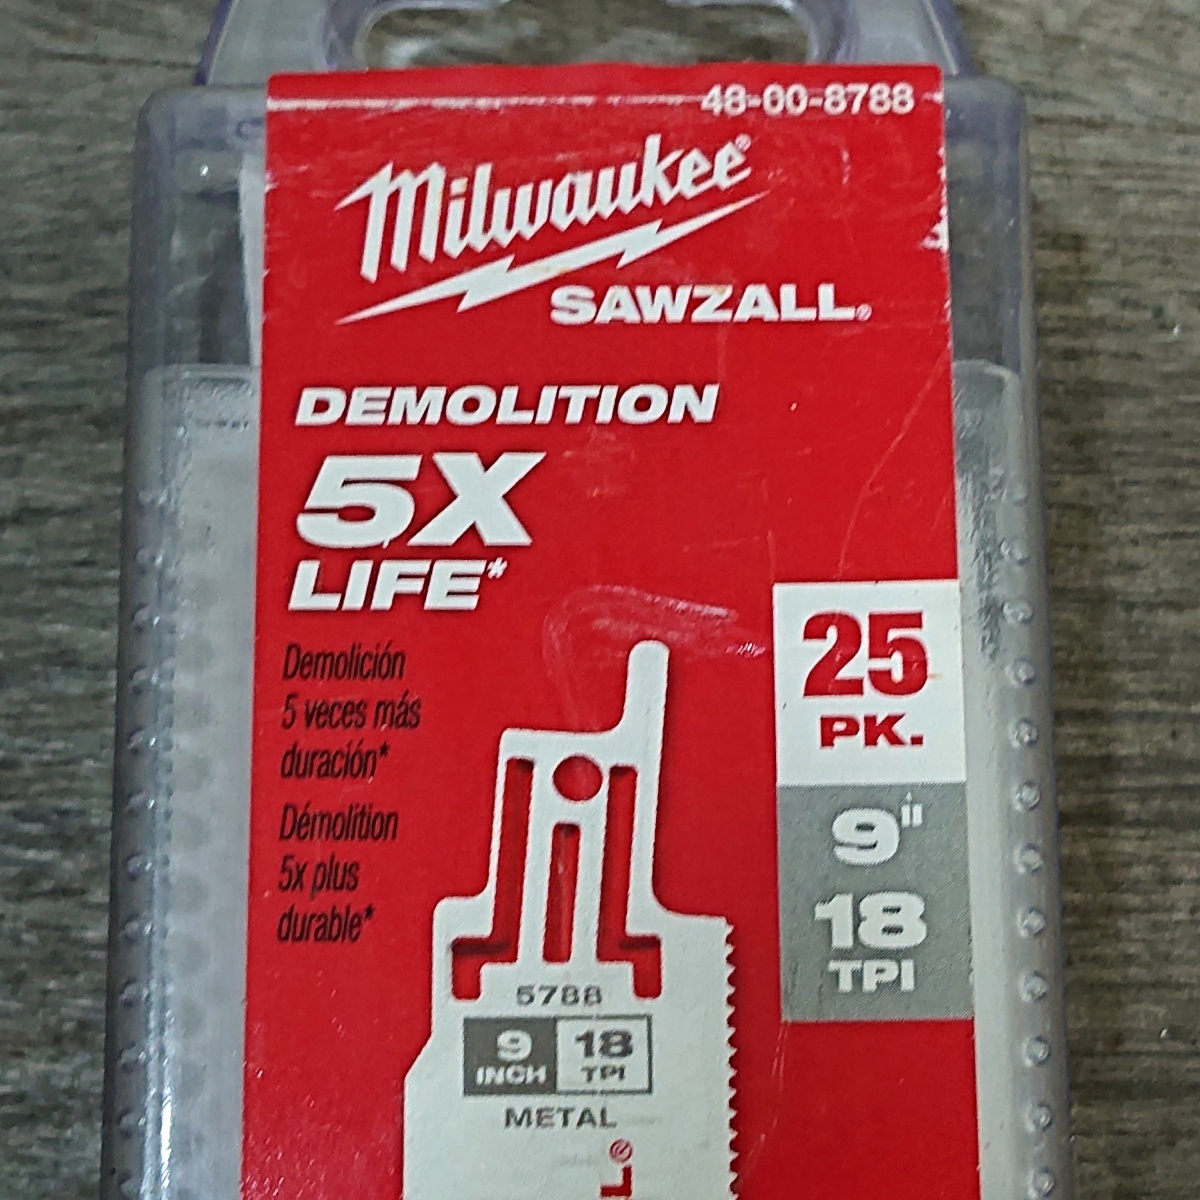 48-00-8788
Milwaukee®
SAWZALL®
DEMOLITION
5X
LIFE*
Demolición
5 veces más
duración*
Démolition
5x plus
durable*
25
PK.
9"
18
TPI
5788
9 INCH 18 TPI
METAL
L®